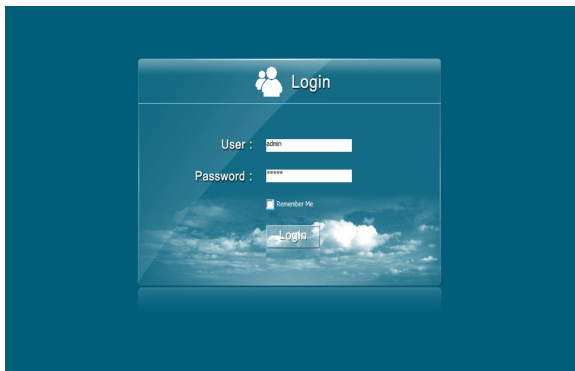 Login
User : admin
Password : *****
Remember Me
Login